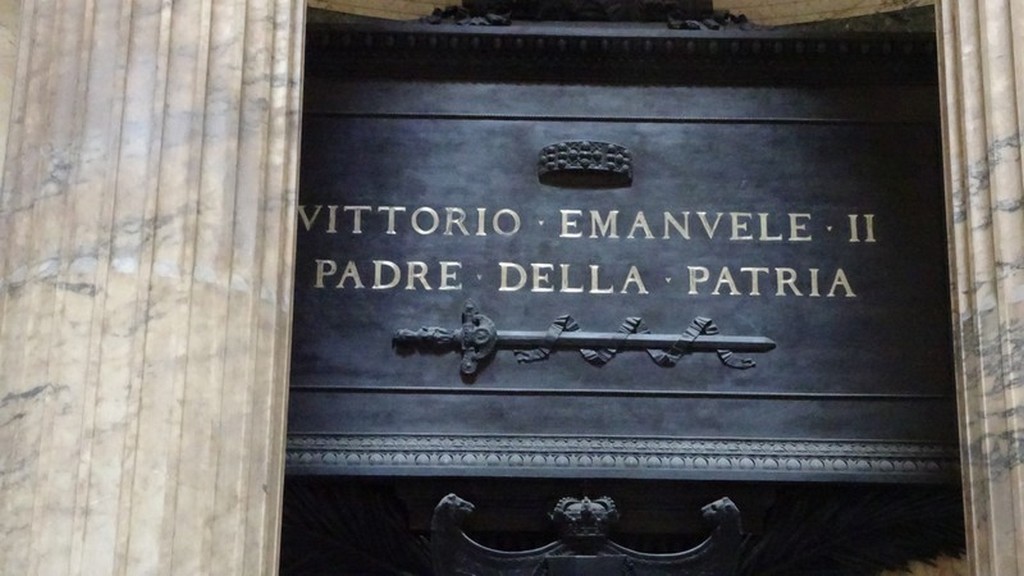 VITTORIO · EMANVELE · II
PADRE · DELLA · PATRIA